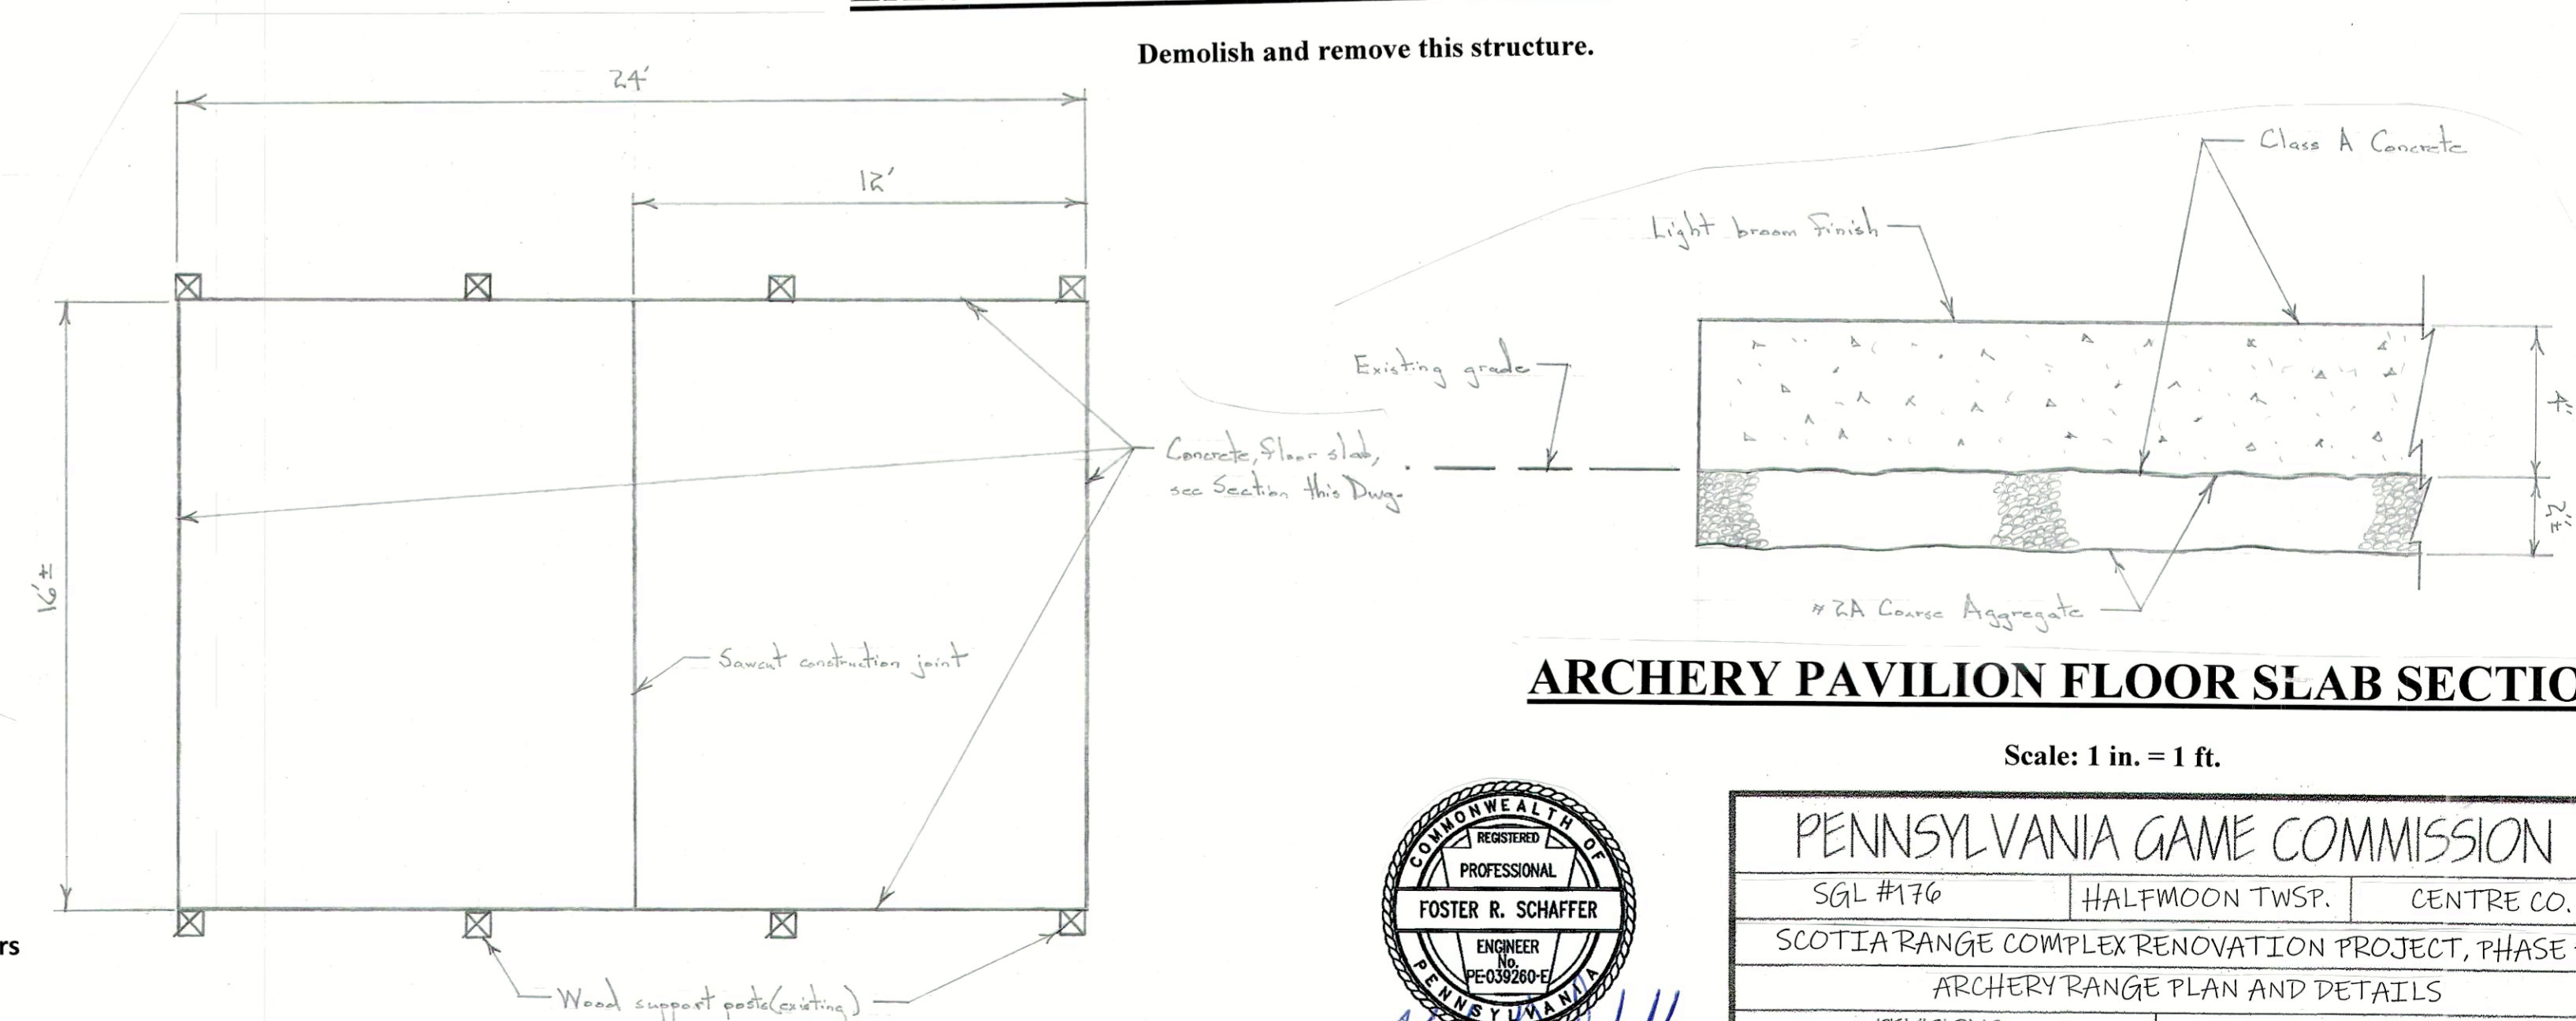 Demolish and remove this structure.
24'
12'
16'±
Concrete, floor slab,
see Section this Dwg.
Sawcut construction joint
Wood support posts (existing)
rs
Class A Concrete
Light broom finish
Existing grade
4"
2"±
#2A Coarse Aggregate
ARCHERY PAVILION FLOOR SLAB SECTIO
Scale: 1 in. = 1 ft.
COMMONWEALTH OF
REGISTERED
PROFESSIONAL
FOSTER R. SCHAFFER
ENGINEER
No.
PE-039260-E
PENNSYLVANIA
PENNSYLVANIA GAME COMMISSION
SGL #176 HALFMOON TWSP. CENTRE CO.
SCOTIA RANGE COMPLEX RENOVATION PROJECT, PHASE
ARCHERY RANGE PLAN AND DETAILS